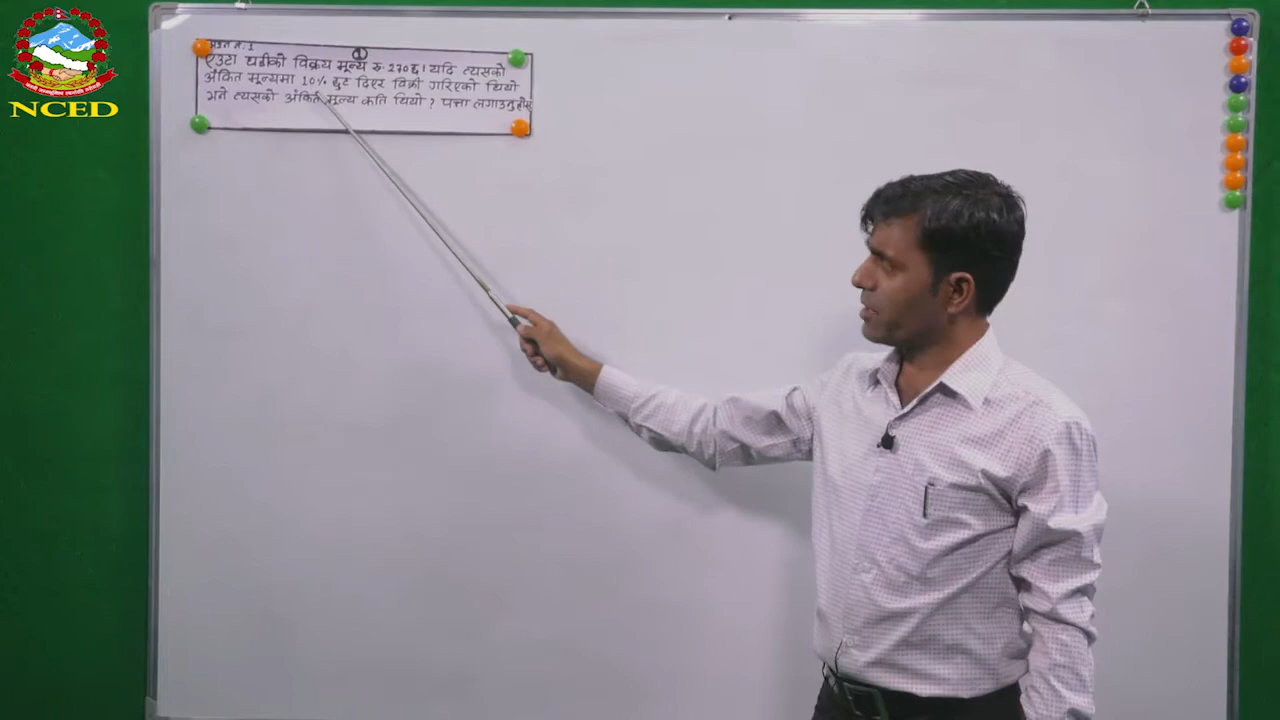 NCED
प्रश्न नं. 1
①
एउटा घडीको विक्रय मूल्य रु. 270 छ। यदि त्यसको
अंकित मूल्यमा 10% छुट दिएर विक्री गरिएको थियो
भने त्यसको अंकित मूल्य कति थियो? पत्ता लगाउनुहोस्